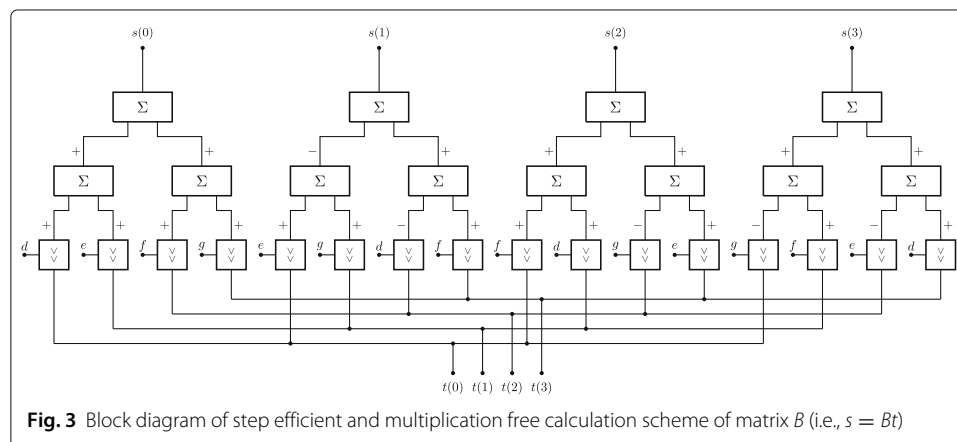 s(0) s(1) s(2) s(3)
Σ Σ Σ Σ
+ + − + + + + +
Σ Σ Σ Σ Σ Σ Σ Σ
+ + + + + + − + + + − + − + − +
d e f g e g d f f d g e g f e d
∨ ∨ ∨ ∨ ∨ ∨ ∨ ∨ ∨ ∨ ∨ ∨ ∨ ∨ ∨ ∨
∨ ∨ ∨ ∨ ∨ ∨ ∨ ∨ ∨ ∨ ∨ ∨ ∨ ∨ ∨ ∨
t(0) t(1) t(2) t(3)
Fig. 3 Block diagram of step efficient and multiplication free calculation scheme of matrix B (i.e., s = Bt)